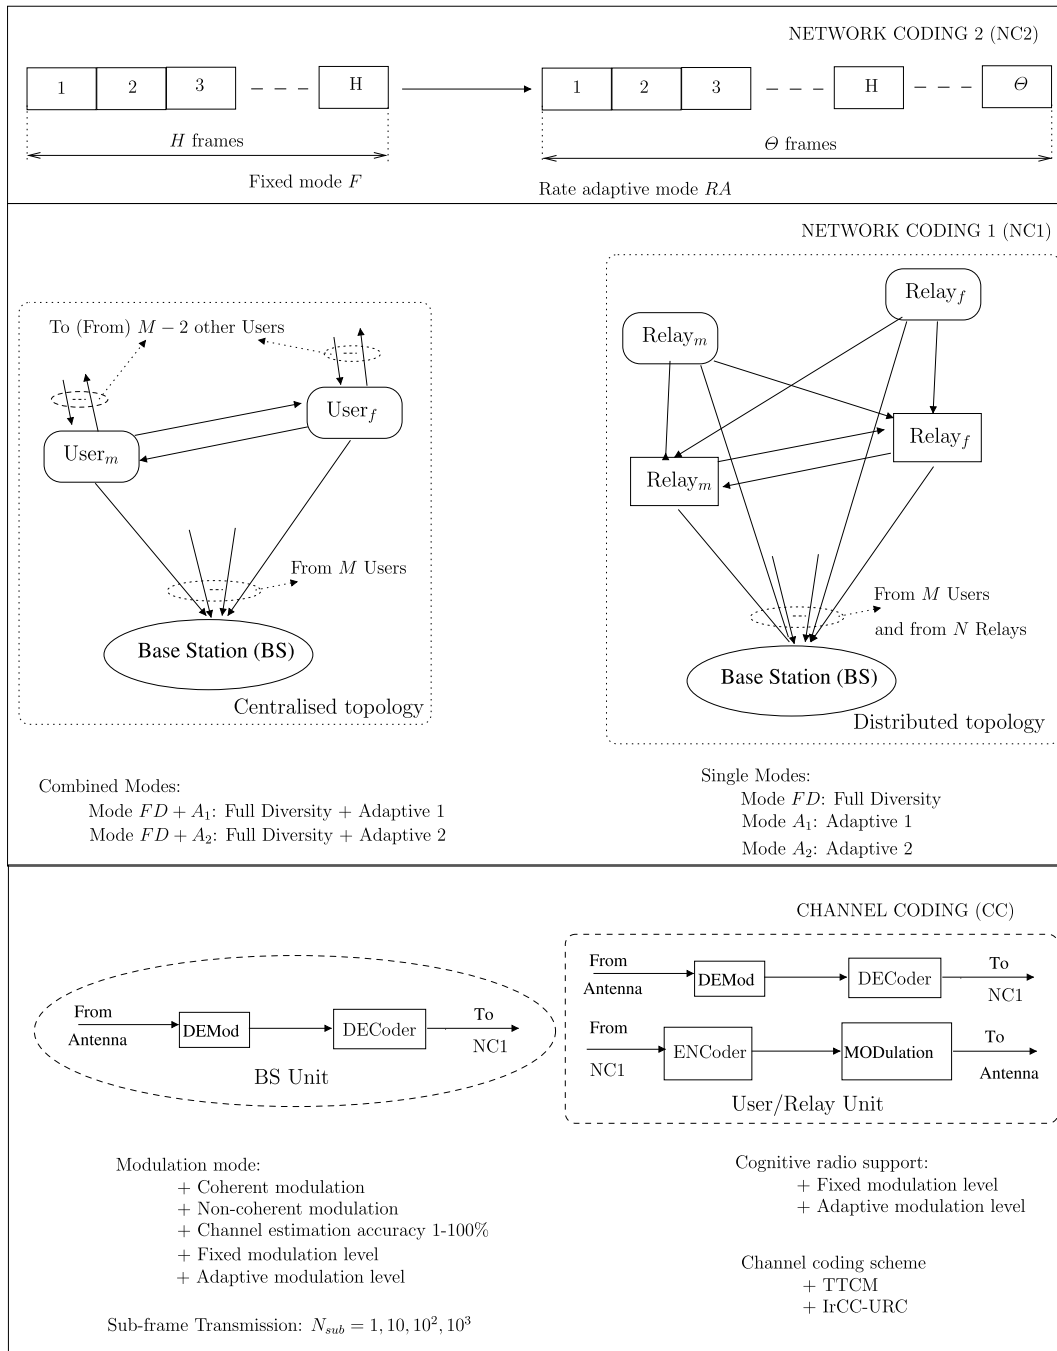 NETWORK CODING 2 (NC2)
1 2 3 H 1 2 3 H Θ
H frames
Θ frames
Fixed mode F
Rate adaptive mode RA
NETWORK CODING 1 (NC1)
To (From) M − 2 other Users
User_f
User_m
From M Users
Base Station (BS)
Centralised topology
Relay_f
Relay_m
Relay_f
Relay_m
From M Users
and from N Relays
Base Station (BS)
Distributed topology
Combined Modes:
Mode FD + A_1: Full Diversity + Adaptive 1
Mode FD + A_2: Full Diversity + Adaptive 2
Single Modes:
Mode FD: Full Diversity
Mode A_1: Adaptive 1
Mode A_2: Adaptive 2
CHANNEL CODING (CC)
From
Antenna
DEMod
DECoder
To
NC1
BS Unit
From
Antenna
DEMod
DECoder
To
NC1
From
NC1
ENCoder
MODulation
To
Antenna
User/Relay Unit
Modulation mode:
+ Coherent modulation
+ Non-coherent modulation
+ Channel estimation accuracy 1-100%
+ Fixed modulation level
+ Adaptive modulation level
Sub-frame Transmission: N_sub = 1, 10, 10^2, 10^3
Cognitive radio support:
+ Fixed modulation level
+ Adaptive modulation level
Channel coding scheme
+ TTCM
+ IrCC-URC